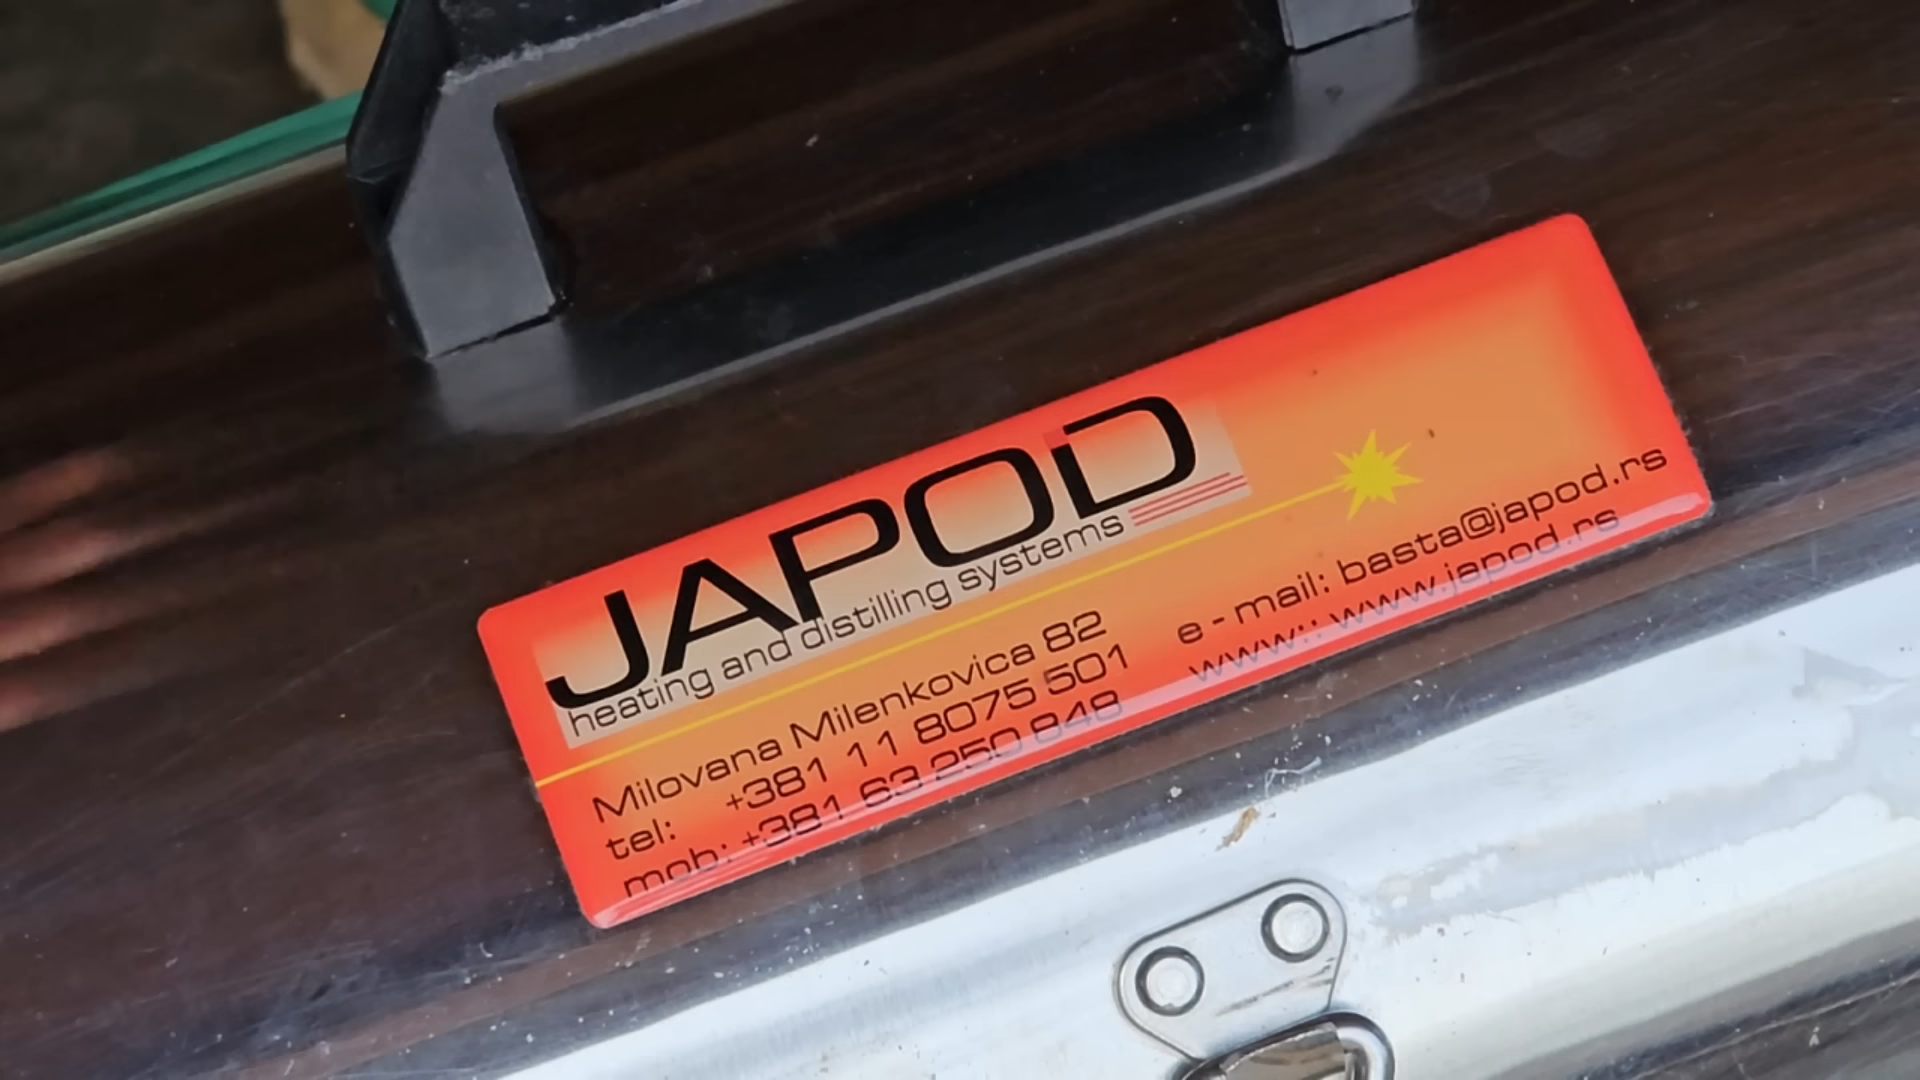 JAPOD
heating and distilling systems
Milovana Milenkovica 82
tel: +381 11 8075 501
mob: +381 63 250 848
e - mail: basta@japod.rs
www:: www.japod.rs